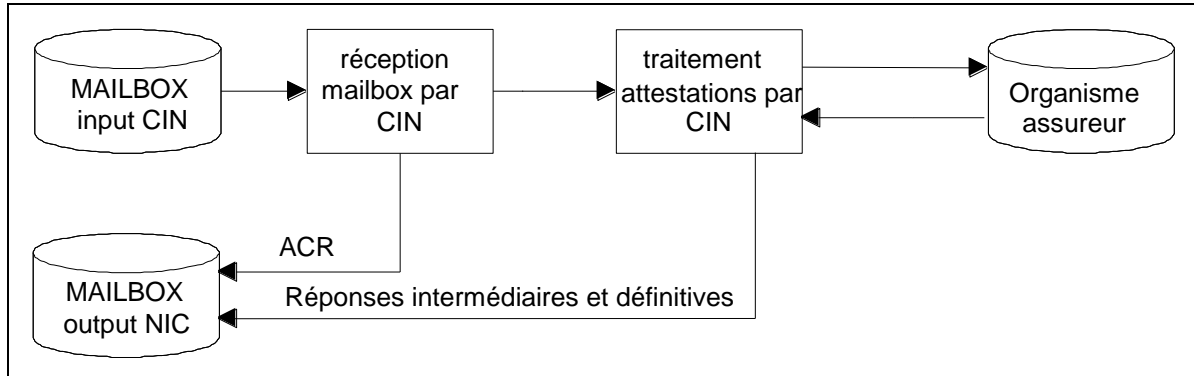 MAILBOX
input CIN
réception
mailbox par
CIN
traitement
attestations par
CIN
Organisme
assureur
ACR
MAILBOX
output NIC
Réponses intermédiaires et définitives